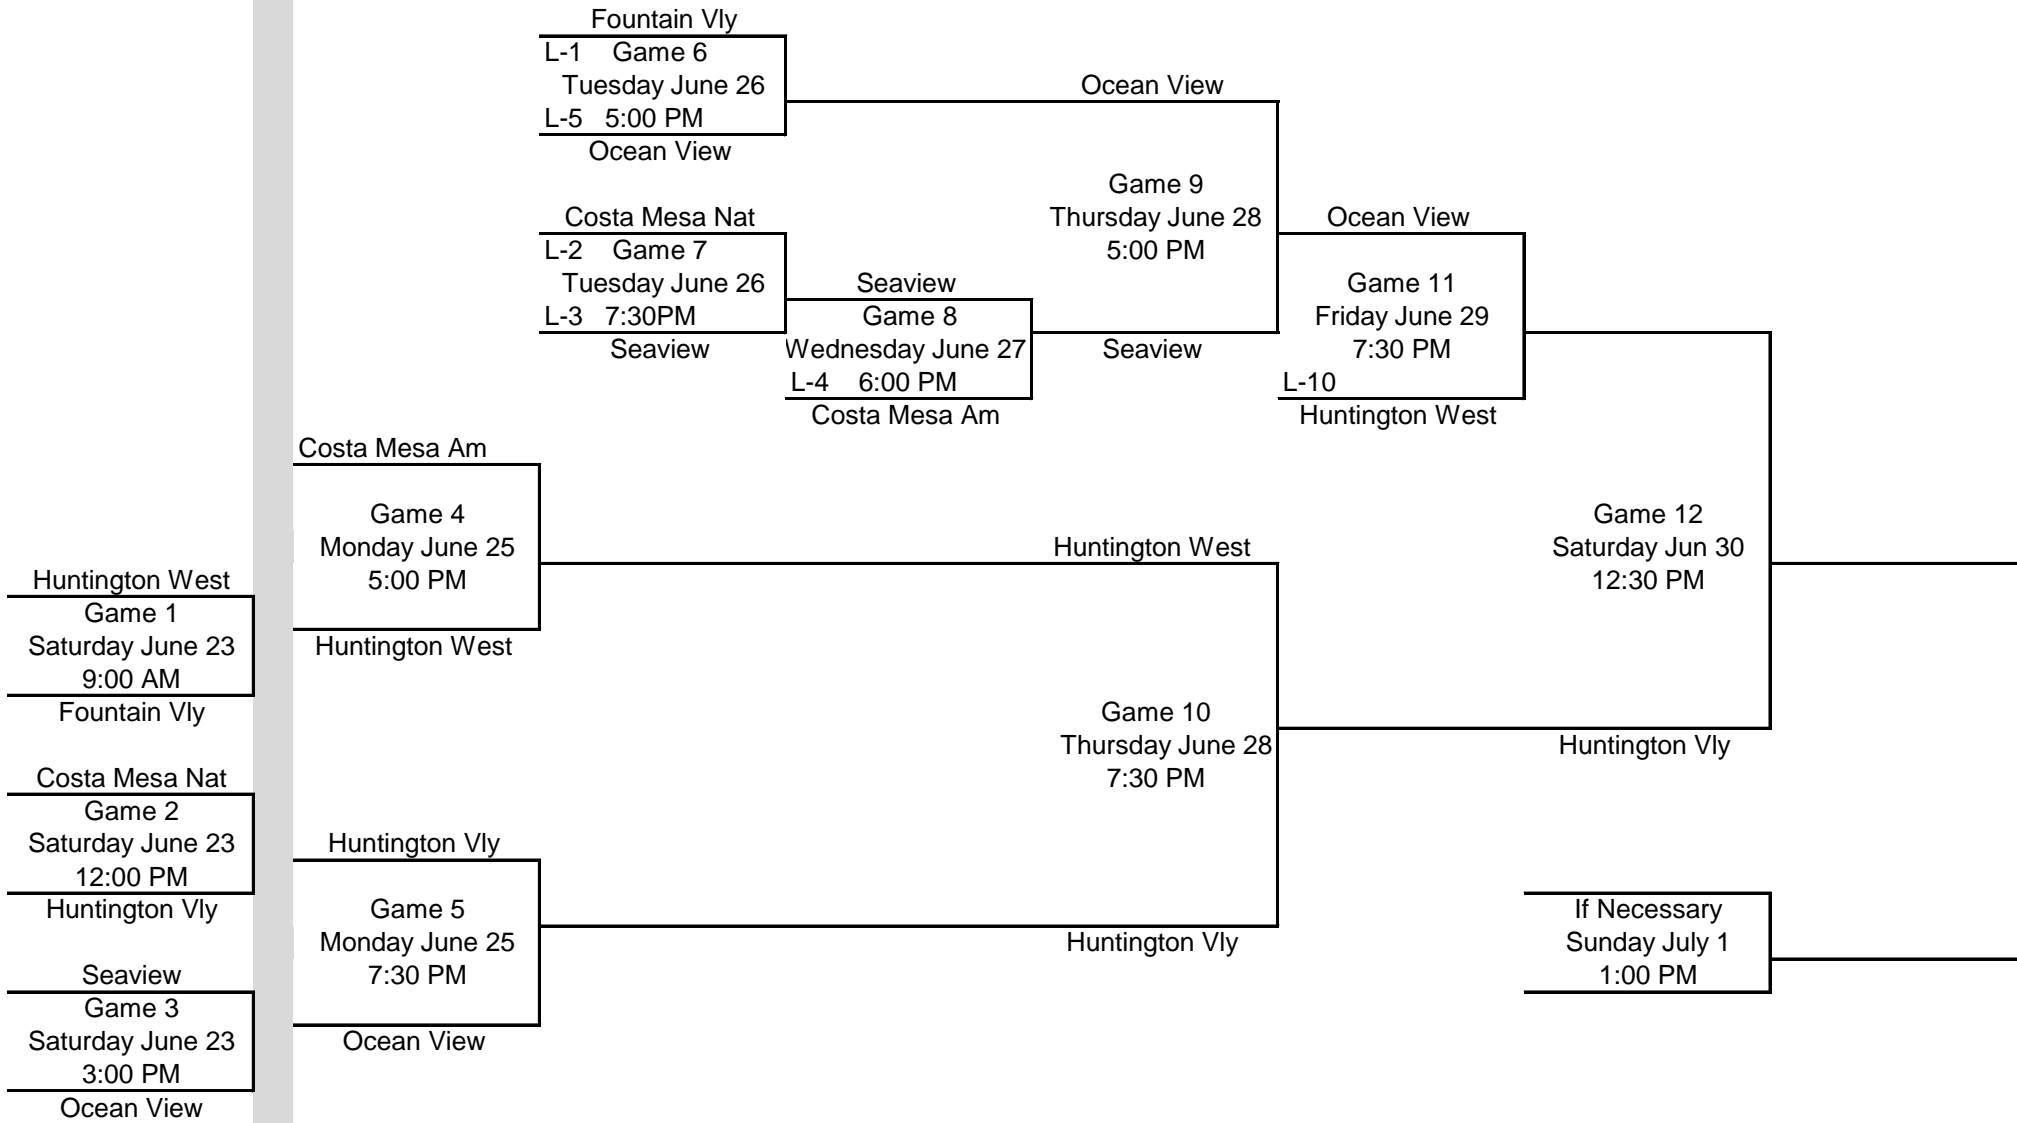 Fountain Vly
L-1 Game 6
Tuesday June 26
L-5 5:00 PM
Ocean View
Costa Mesa Nat
L-2 Game 7
Tuesday June 26
L-3 7:30PM
Seaview
Seaview
Game 8
Wednesday June 27
L-4 6:00 PM
Costa Mesa Am
Ocean View
Game 9
Thursday June 28
5:00 PM
Seaview
Ocean View
Game 11
Friday June 29
7:30 PM
L-10
Huntington West
Costa Mesa Am
Game 4
Monday June 25
5:00 PM
Huntington West
Huntington West
Game 1
Saturday June 23
9:00 AM
Fountain Vly
Costa Mesa Nat
Game 2
Saturday June 23
12:00 PM
Huntington Vly
Seaview
Game 3
Saturday June 23
3:00 PM
Ocean View
Huntington Vly
Game 5
Monday June 25
7:30 PM
Ocean View
Huntington West
Game 10
Thursday June 28
7:30 PM
Huntington Vly
Game 12
Saturday Jun 30
12:30 PM
Huntington Vly
If Necessary
Sunday July 1
1:00 PM